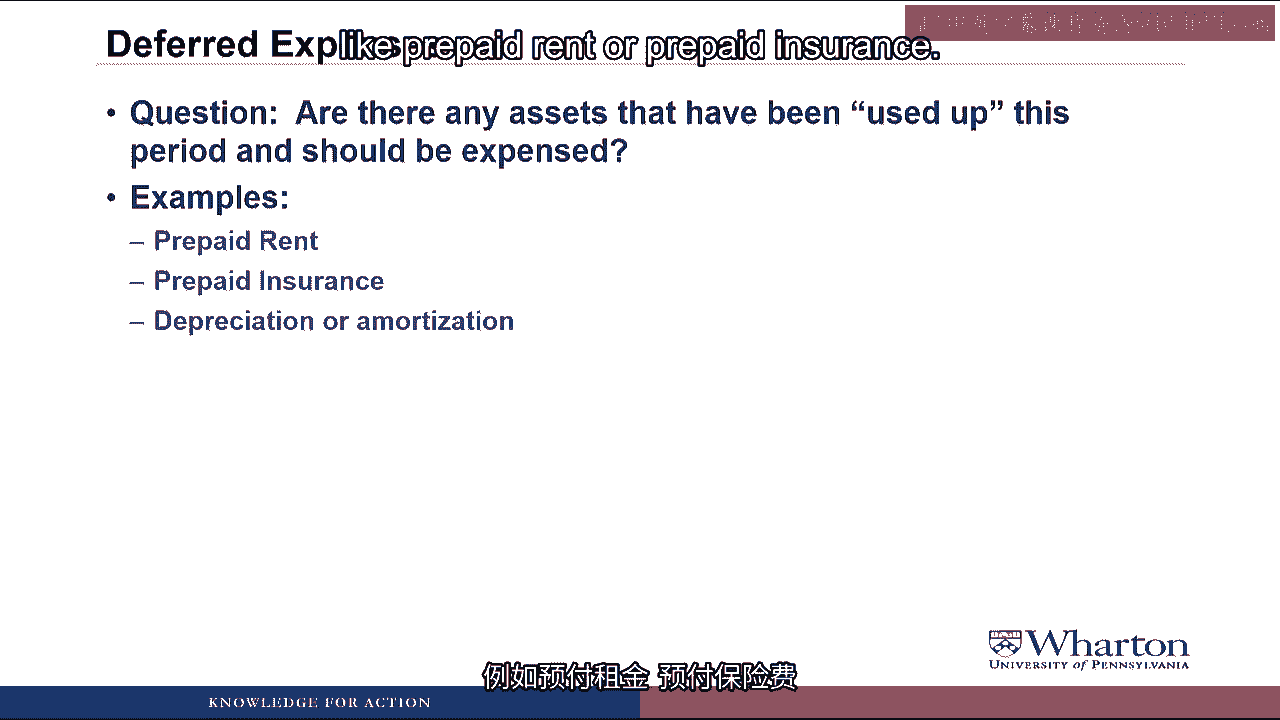 Deferred Exp
like prepaid rent or prepaid insurance.
• Question: Are there any assets that have been “used up” this
period and should be expensed?
• Examples:
– Prepaid Rent
– Prepaid Insurance
– Depreciation or amortization
Wharton
UNIVERSITY of PENNSYLVANIA
例如预付租金 预付保险费
KNOWLEDGE FOR ACTION